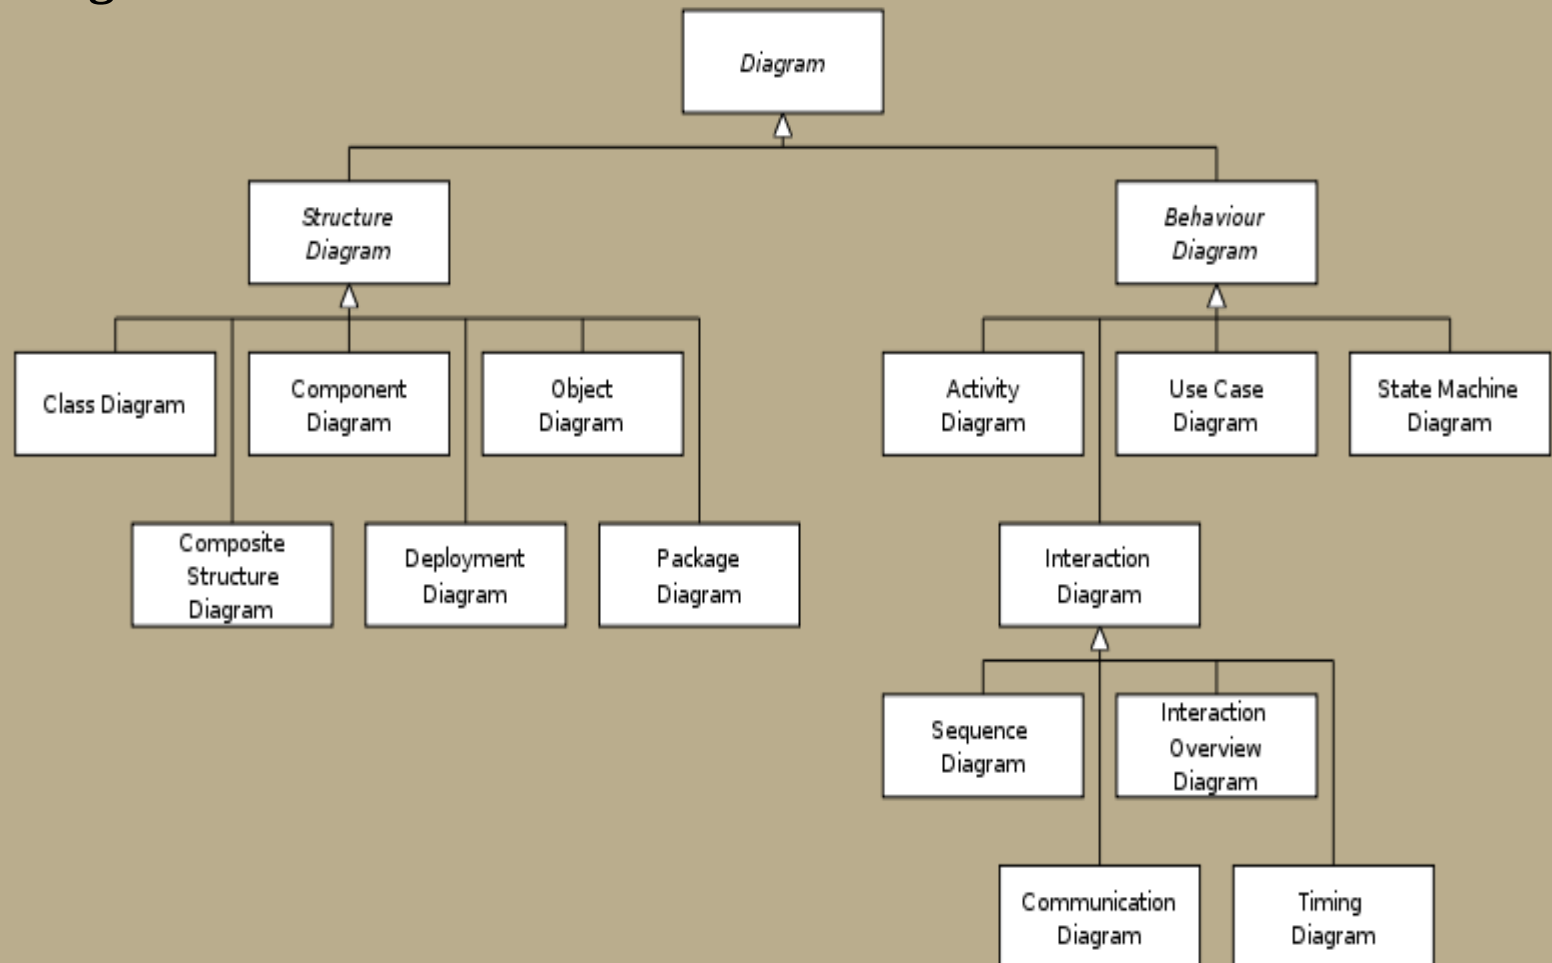 Diagram
Structure
Diagram
Behaviour
Diagram
Class Diagram
Component
Diagram
Object
Diagram
Activity
Diagram
Use Case
Diagram
State Machine
Diagram
Composite
Structure
Diagram
Deployment
Diagram
Package
Diagram
Interaction
Diagram
Sequence
Diagram
Interaction
Overview
Diagram
Communication
Diagram
Timing
Diagram